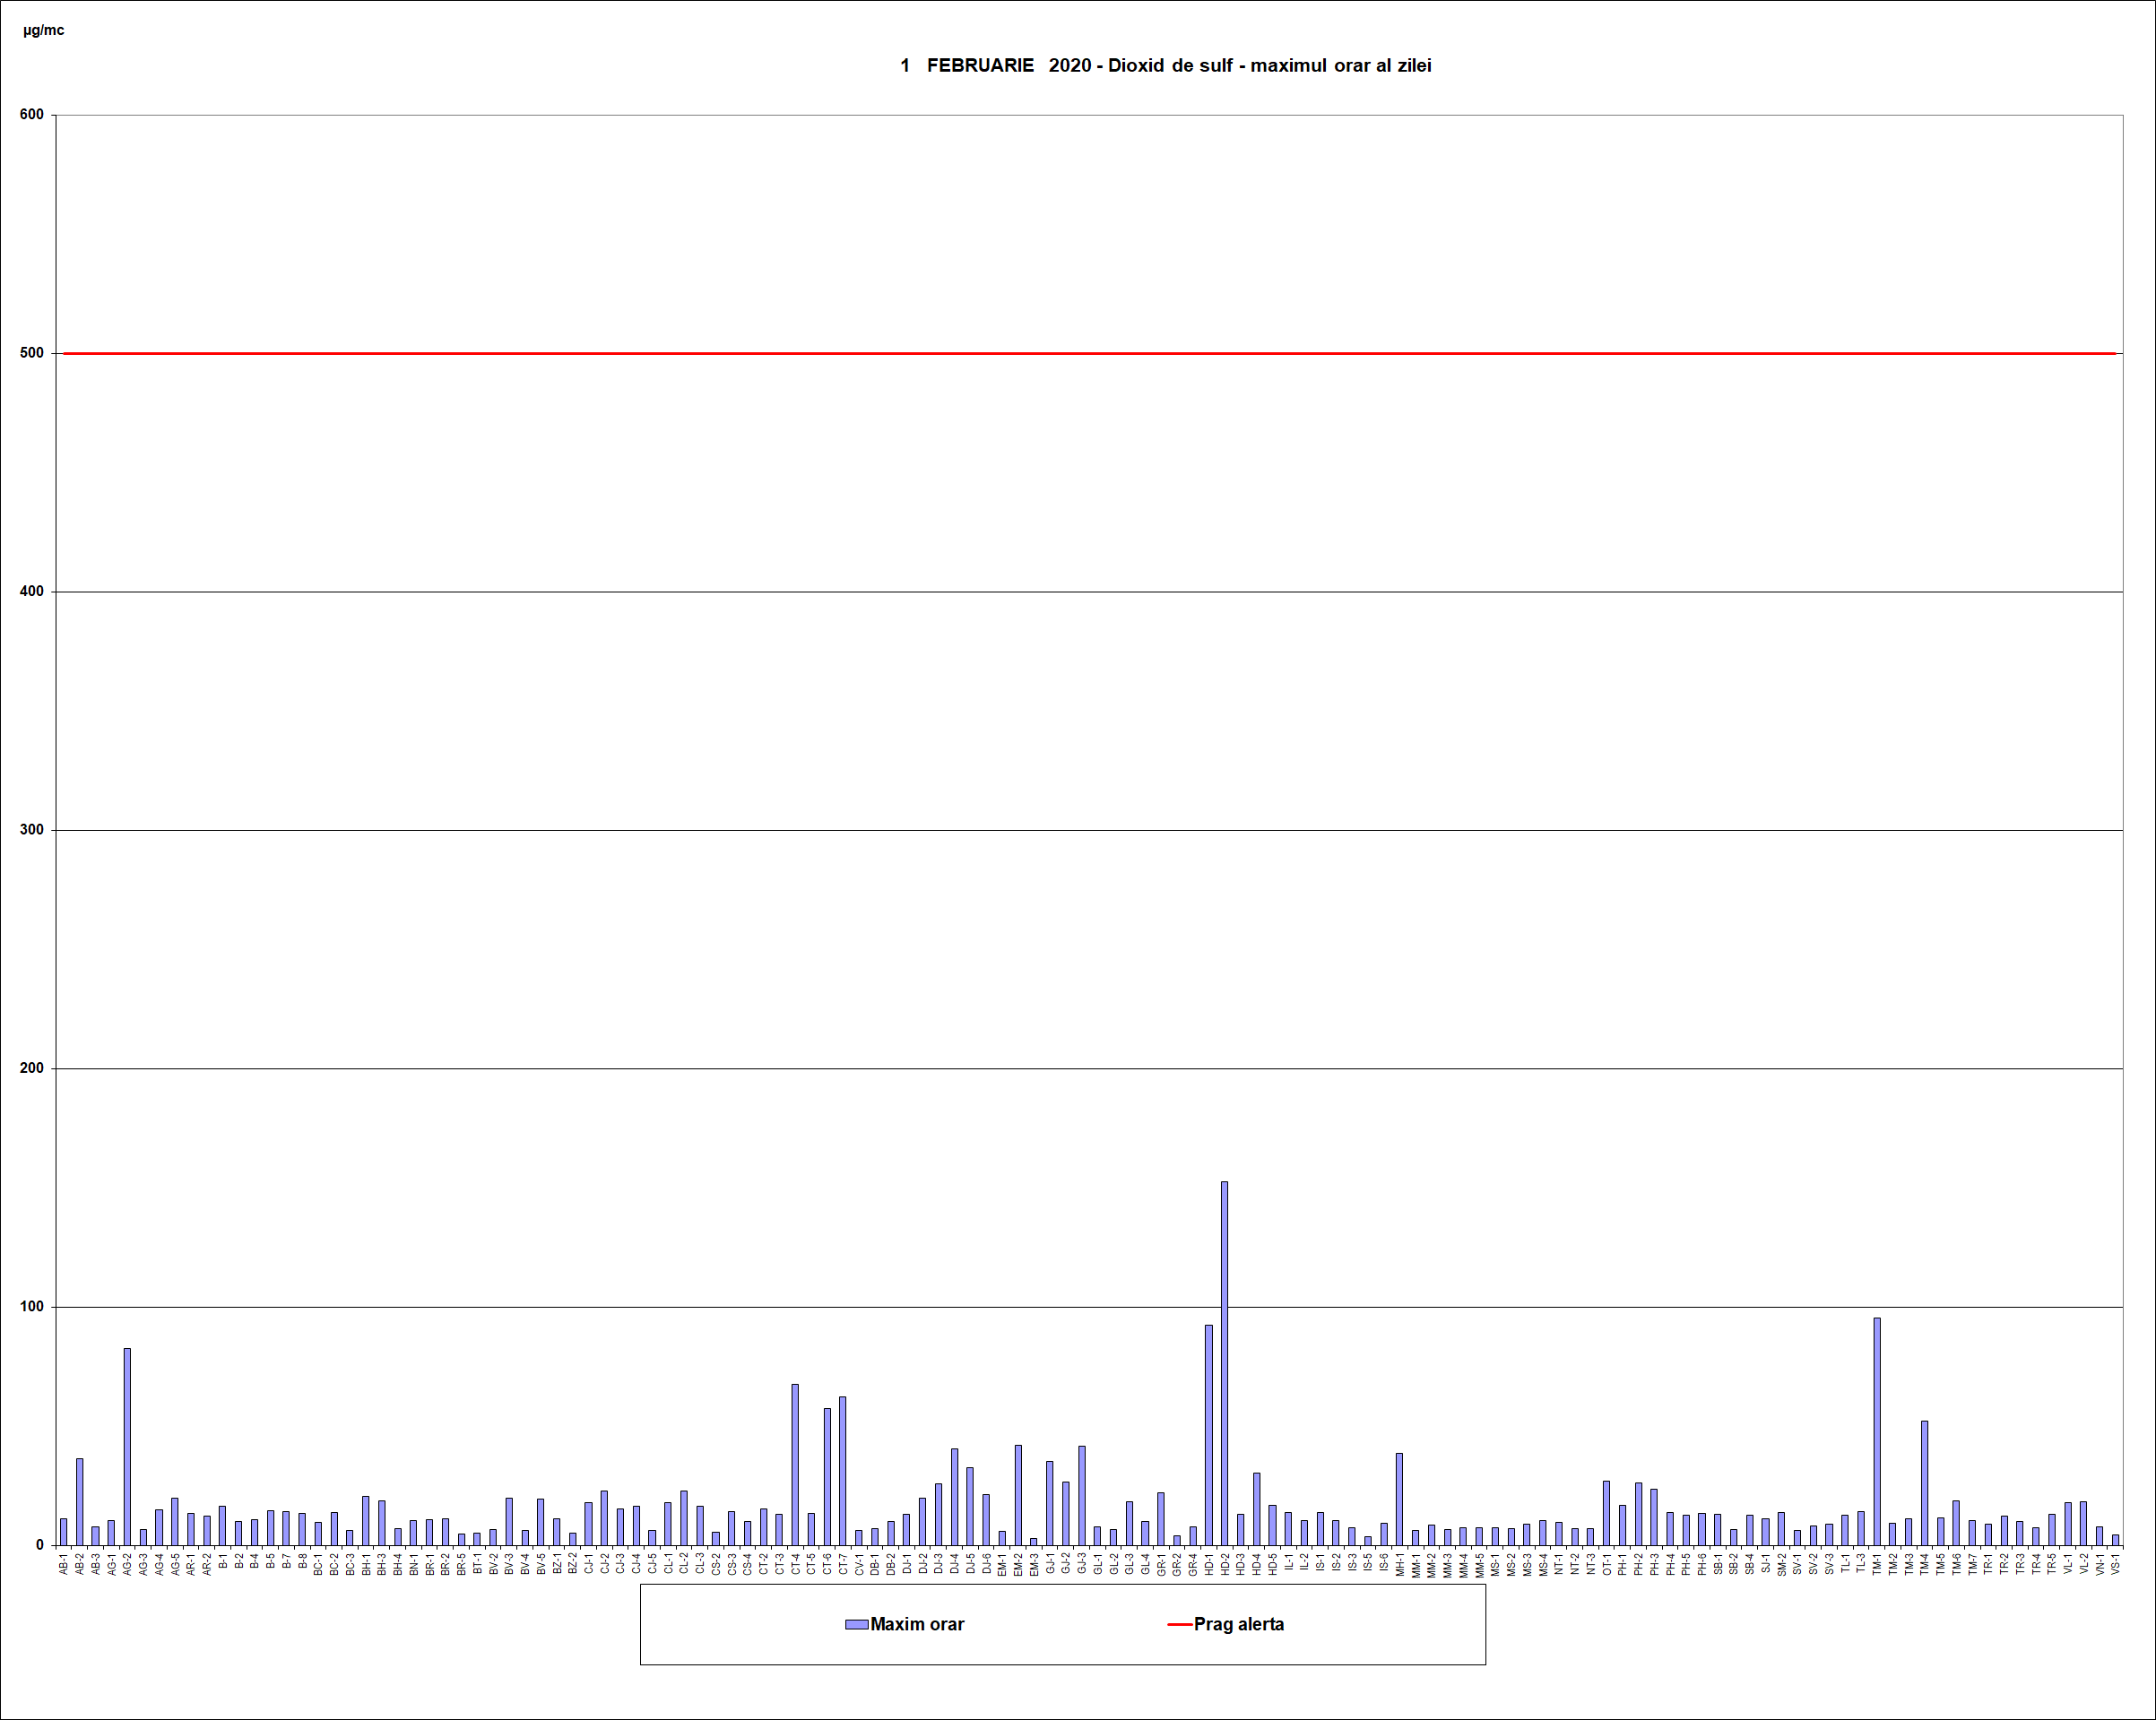 µg/mc
1 FEBRUARIE 2020 - Dioxid de sulf - maximul orar al zilei
600
500
400
300
200
100
0
AB-1 AB-2 AB-3 AG-1 AG-2 AG-3 AG-4 AG-5 AR-1 AR-2 B-1 B-2 B-4 B-5 B-7 B-8 BC-1 BC-2 BC-3 BH-1 BH-3 BH-4 BN-1 BR-1 BR-2 BR-5 BT-1 BV-2 BV-3 BV-4 BV-5 BZ-1 BZ-2 CJ-1 CJ-2 CJ-3 CJ-4 CJ-5 CL-1 CL-2 CL-3 CS-2 CS-3 CS-4 CT-2 CT-3 CT-4 CT-5 CT-6 CT-7 CV-1 DB-1 DB-2 DJ-1 DJ-2 DJ-3 DJ-4 DJ-5 DJ-6 EM-1 EM-2 EM-3 GJ-1 GJ-2 GJ-3 GL-1 GL-2 GL-3 GL-4 GR-1 GR-2 GR-4 HD-1 HD-2 HD-3 HD-4 HD-5 IL-1 IL-2 IS-1 IS-2 IS-3 IS-5 IS-6 MH-1 MM-1 MM-2 MM-3 MM-4 MM-5 MS-1 MS-2 MS-3 MS-4 NT-1 NT-2 NT-3 OT-1 PH-1 PH-2 PH-3 PH-4 PH-5 PH-6 SB-1 SB-2 SB-4 SJ-1 SM-2 SV-1 SV-2 SV-3 TL-1 TL-3 TM-1 TM-2 TM-3 TM-4 TM-5 TM-6 TM-7 TR-1 TR-2 TR-3 TR-4 TR-5 VL-1 VL-2 VN-1 VS-1
Maxim orar Prag alerta